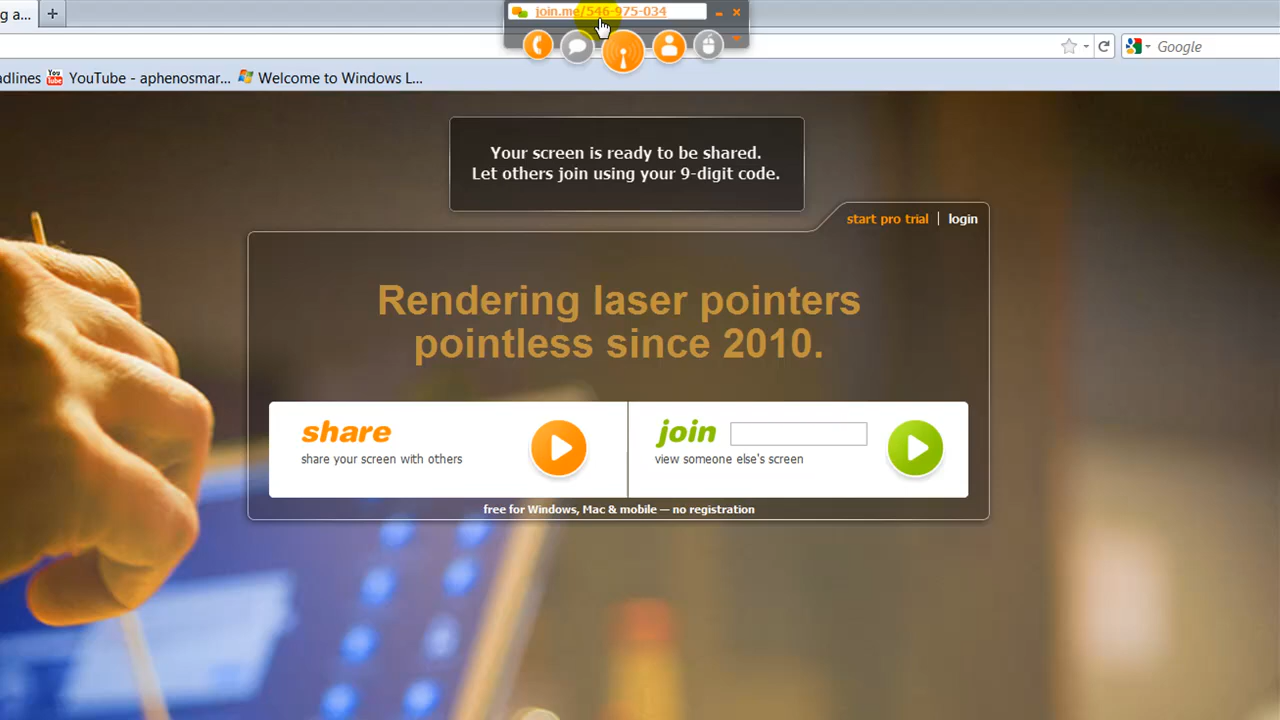 g a...
join.me/546-975-034
Google
adlines
YouTube - aphenosmar...
Welcome to Windows L...
Your screen is ready to be shared.
Let others join using your 9-digit code.
start pro trial | login
Rendering laser pointers
pointless since 2010.
share
share your screen with others
join
view someone else's screen
free for Windows, Mac & mobile — no registration